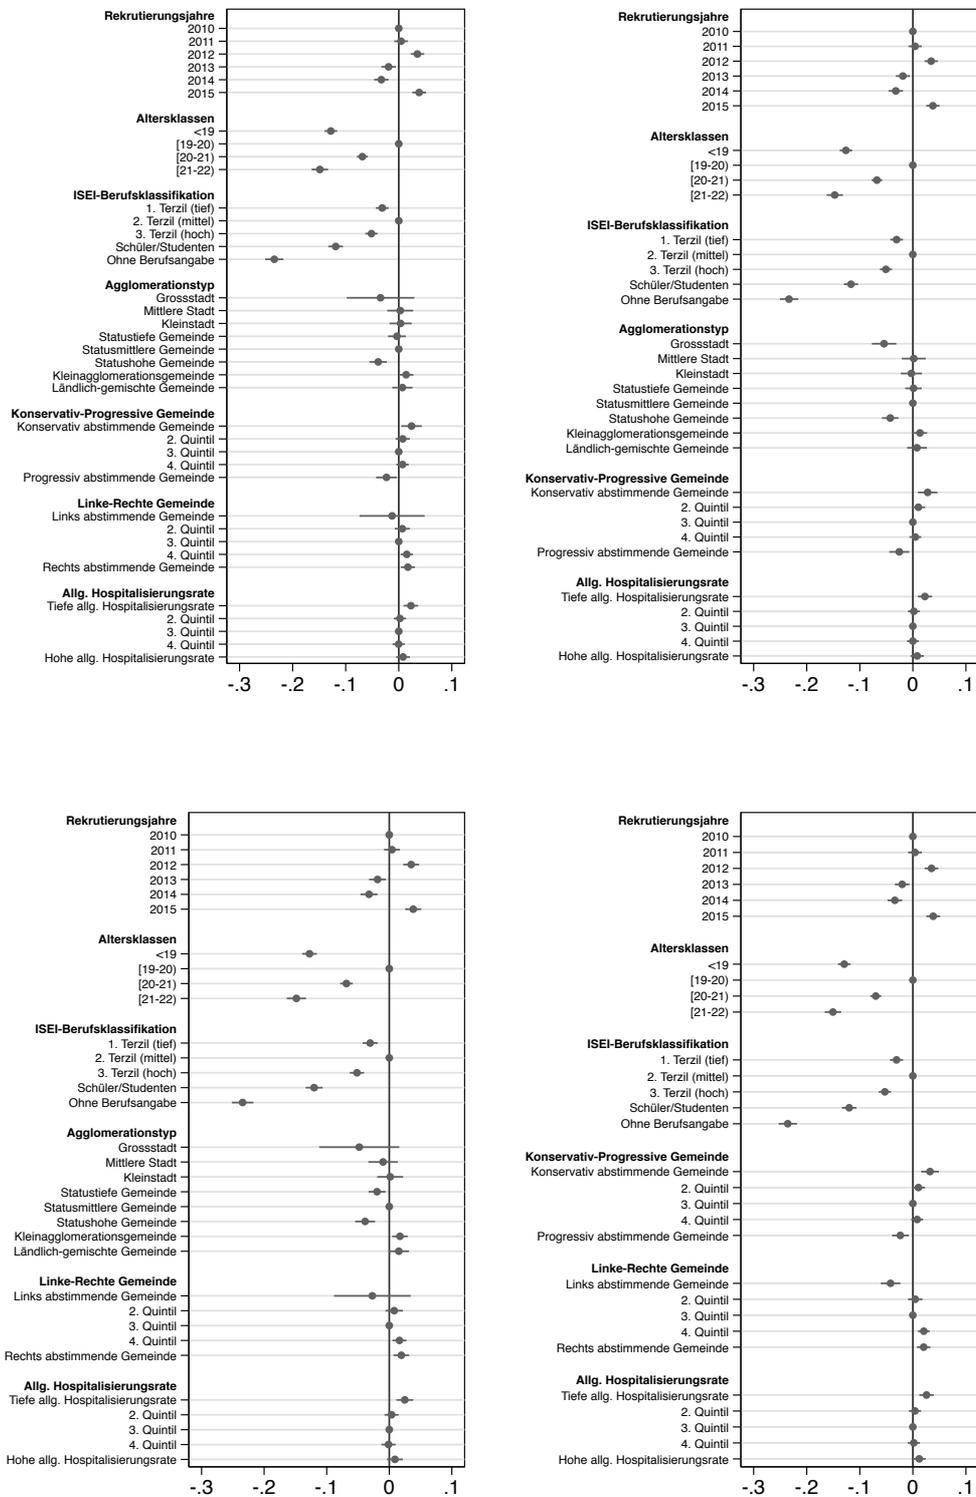 Rekrutierungsjahre
2010
2011
2012
2013
2014
2015
Altersklassen
<19
[19-20)
[20-21)
[21-22)
ISEI-Berufsklassifikation
1. Terzil (tief)
2. Terzil (mittel)
3. Terzil (hoch)
Schüler/Studenten
Ohne Berufsangabe
Agglomerationstyp
Grossstadt
Mittlere Stadt
Kleinstadt
Statustiefe Gemeinde
Statusmittlere Gemeinde
Statushohe Gemeinde
Kleinagglomerationsgemeinde
Ländlich-gemischte Gemeinde
Konservativ-Progressive Gemeinde
Konservativ abstimmende Gemeinde
2. Quintil
3. Quintil
4. Quintil
Progressiv abstimmende Gemeinde
Linke-Rechte Gemeinde
Links abstimmende Gemeinde
2. Quintil
3. Quintil
4. Quintil
Rechts abstimmende Gemeinde
Allg. Hospitalisierungsrate
Tiefe allg. Hospitalisierungsrate
2. Quintil
3. Quintil
4. Quintil
Hohe allg. Hospitalisierungsrate
-.3 -.2 -.1 0 .1
Rekrutierungsjahre
2010
2011
2012
2013
2014
2015
Altersklassen
<19
[19-20)
[20-21)
[21-22)
ISEI-Berufsklassifikation
1. Terzil (tief)
2. Terzil (mittel)
3. Terzil (hoch)
Schüler/Studenten
Ohne Berufsangabe
Agglomerationstyp
Grossstadt
Mittlere Stadt
Kleinstadt
Statustiefe Gemeinde
Statusmittlere Gemeinde
Statushohe Gemeinde
Kleinagglomerationsgemeinde
Ländlich-gemischte Gemeinde
Konservativ-Progressive Gemeinde
Konservativ abstimmende Gemeinde
2. Quintil
3. Quintil
4. Quintil
Progressiv abstimmende Gemeinde
Allg. Hospitalisierungsrate
Tiefe allg. Hospitalisierungsrate
2. Quintil
3. Quintil
4. Quintil
Hohe allg. Hospitalisierungsrate
-.3 -.2 -.1 0 .1
Rekrutierungsjahre
2010
2011
2012
2013
2014
2015
Altersklassen
<19
[19-20)
[20-21)
[21-22)
ISEI-Berufsklassifikation
1. Terzil (tief)
2. Terzil (mittel)
3. Terzil (hoch)
Schüler/Studenten
Ohne Berufsangabe
Agglomerationstyp
Grossstadt
Mittlere Stadt
Kleinstadt
Statustiefe Gemeinde
Statusmittlere Gemeinde
Statushohe Gemeinde
Kleinagglomerationsgemeinde
Ländlich-gemischte Gemeinde
Linke-Rechte Gemeinde
Links abstimmende Gemeinde
2. Quintil
3. Quintil
4. Quintil
Rechts abstimmende Gemeinde
Allg. Hospitalisierungsrate
Tiefe allg. Hospitalisierungsrate
2. Quintil
3. Quintil
4. Quintil
Hohe allg. Hospitalisierungsrate
-.3 -.2 -.1 0 .1
Rekrutierungsjahre
2010
2011
2012
2013
2014
2015
Altersklassen
<19
[19-20)
[20-21)
[21-22)
ISEI-Berufsklassifikation
1. Terzil (tief)
2. Terzil (mittel)
3. Terzil (hoch)
Schüler/Studenten
Ohne Berufsangabe
Konservativ-Progressive Gemeinde
Konservativ abstimmende Gemeinde
2. Quintil
3. Quintil
4. Quintil
Progressiv abstimmende Gemeinde
Linke-Rechte Gemeinde
Links abstimmende Gemeinde
2. Quintil
3. Quintil
4. Quintil
Rechts abstimmende Gemeinde
Allg. Hospitalisierungsrate
Tiefe allg. Hospitalisierungsrate
2. Quintil
3. Quintil
4. Quintil
Hohe allg. Hospitalisierungsrate
-.3 -.2 -.1 0 .1